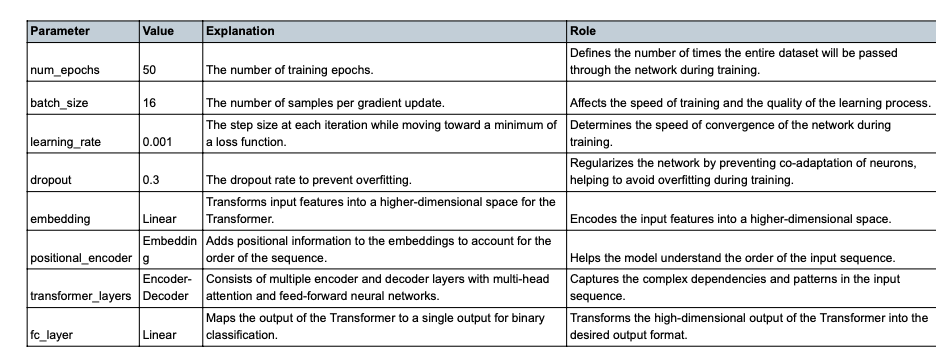 Parameter Value Explanation Role
Defines the number of times the entire dataset will be passed
num_epochs 50 The number of training epochs. through the network during training.
batch_size 16 The number of samples per gradient update. Affects the speed of training and the quality of the learning process.
The step size at each iteration while moving toward a minimum of Determines the speed of convergence of the network during
learning_rate 0.001 a loss function. training.
Regularizes the network by preventing co-adaptation of neurons,
dropout 0.3 The dropout rate to prevent overfitting. helping to avoid overfitting during training.
Transforms input features into a higher-dimensional space for the
embedding Linear Transformer. Encodes the input features into a higher-dimensional space.
Embeddin Adds positional information to the embeddings to account for the
positional_encoder g order of the sequence. Helps the model understand the order of the input sequence.
Encoder- Consists of multiple encoder and decoder layers with multi-head Captures the complex dependencies and patterns in the input
transformer_layers Decoder attention and feed-forward neural networks. sequence.
Maps the output of the Transformer to a single output for binary Transforms the high-dimensional output of the Transformer into the
fc_layer Linear classification. desired output format.